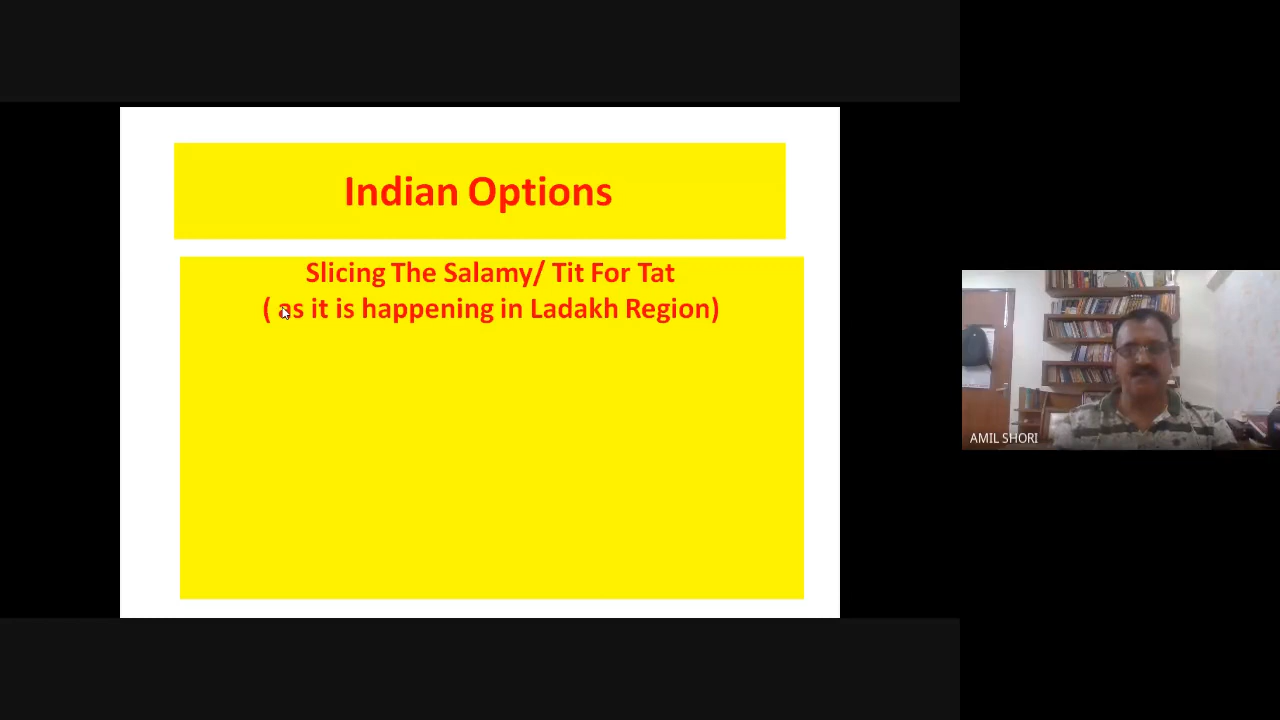 Indian Options
Slicing The Salamy/ Tit For Tat
( as it is happening in Ladakh Region)
AMIL SHORI